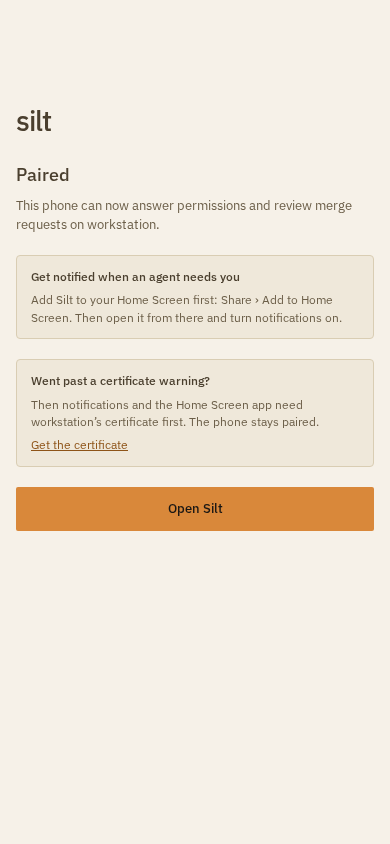 silt
Paired
This phone can now answer permissions and review merge
requests on workstation.
Get notified when an agent needs you
Add Silt to your Home Screen first: Share › Add to Home
Screen. Then open it from there and turn notifications on.
Went past a certificate warning?
Then notifications and the Home Screen app need
workstation’s certificate first. The phone stays paired.
Get the certificate
Open Silt